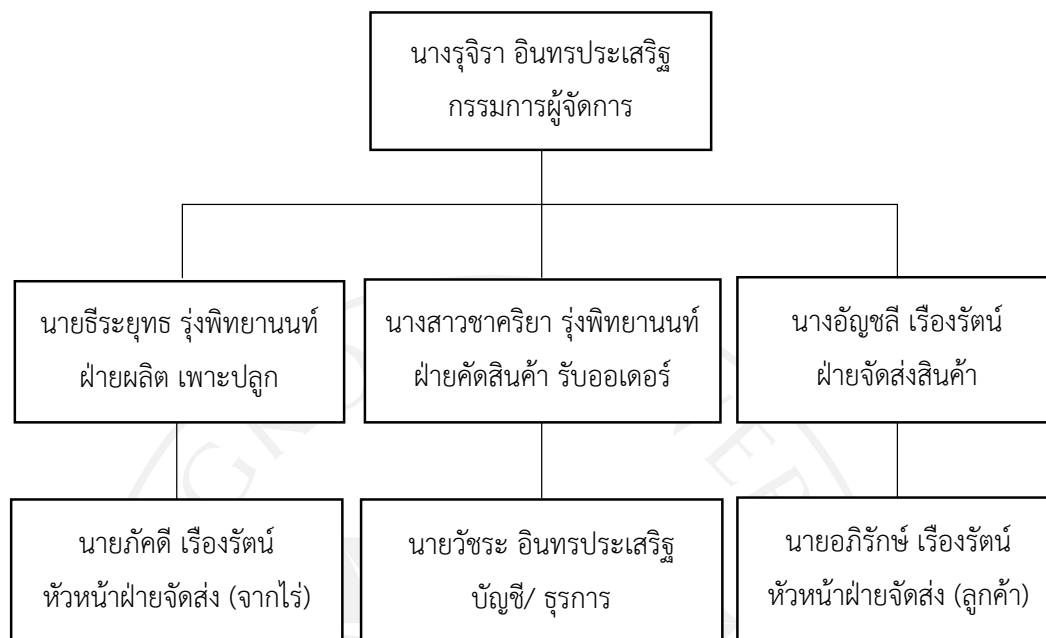 นางรุจิรา อินทรประเสริฐ
กรรมการผู้จัดการ
นายธีระยุทธ รุ่งพิทยานนท์
ฝ่ายผลิต เพาะปลูก
นางสาวชาคริยา รุ่งพิทยานนท์
ฝ่ายคัดสินค้า รับออเดอร์
นางอัญชลี เรืองรัตน์
ฝ่ายจัดส่งสินค้า
นายภัคดี เรืองรัตน์
หัวหน้าฝ่ายจัดส่ง (จากไร่)
นายวัชระ อินทรประเสริฐ
บัญชี/ ธุรการ
นายอภิรักษ์ เรืองรัตน์
หัวหน้าฝ่ายจัดส่ง (ลูกค้า)